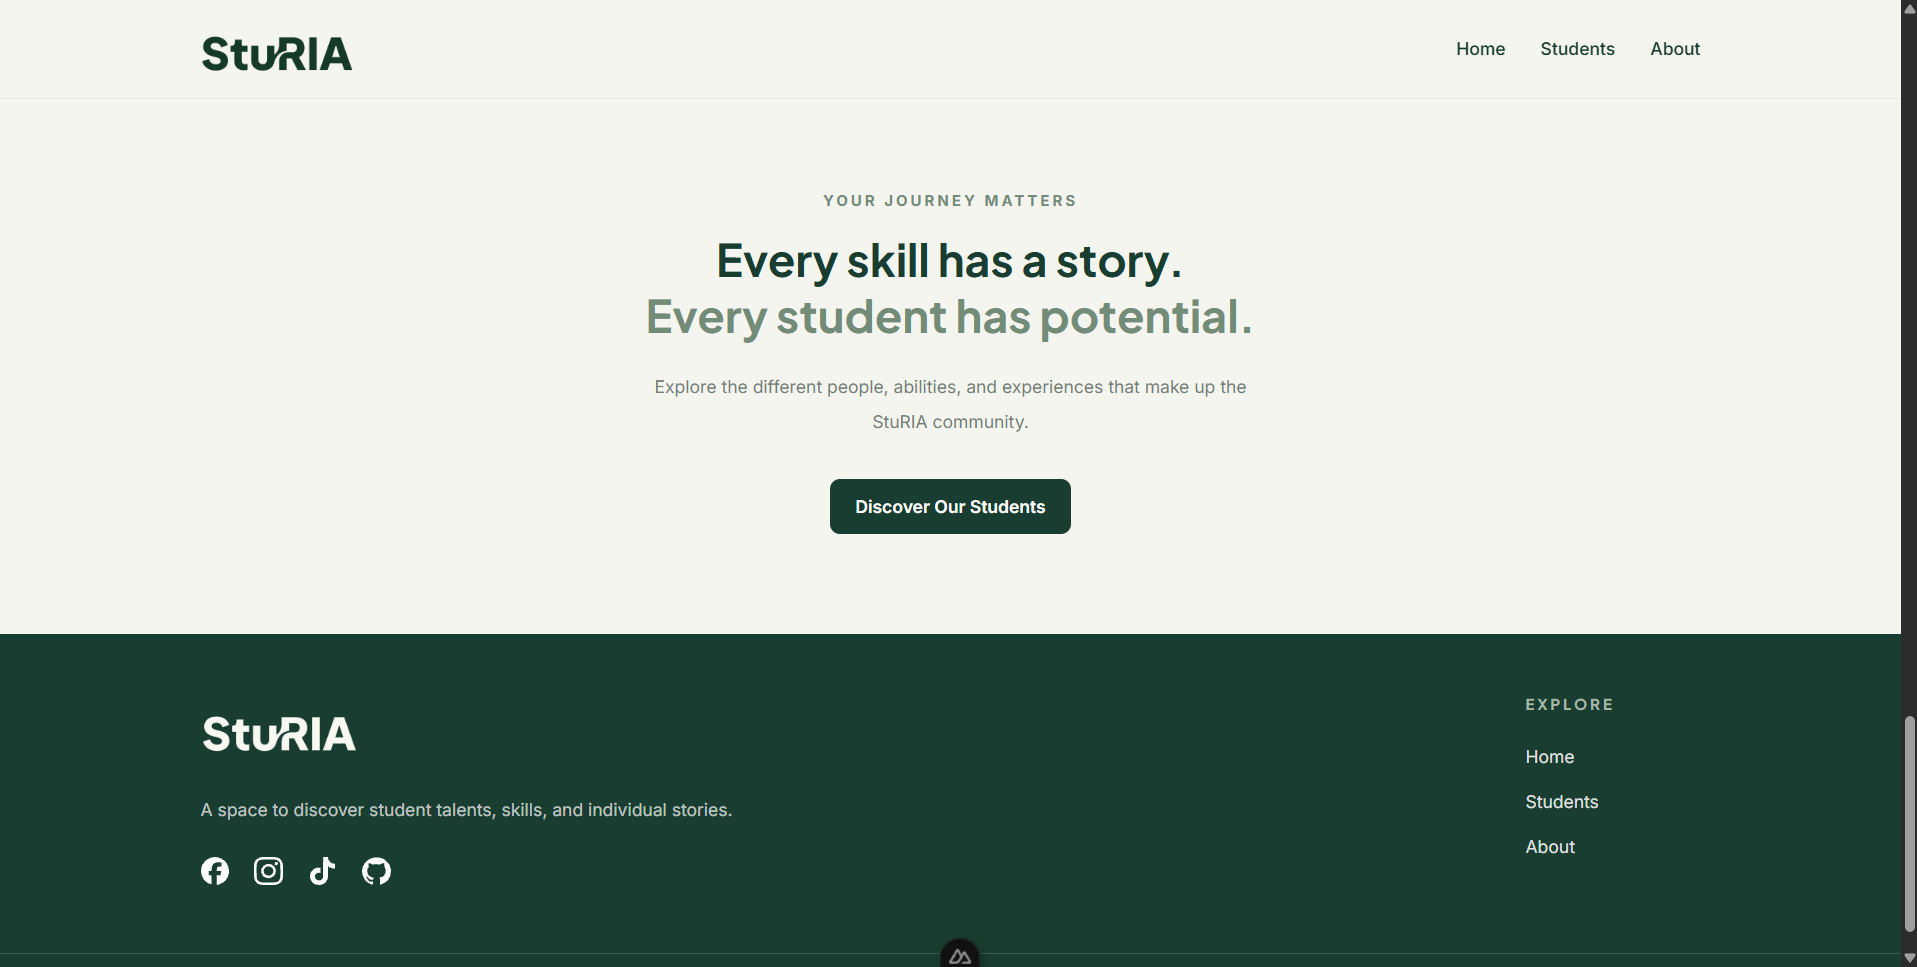 StuRIA
Home Students About
YOUR JOURNEY MATTERS
Every skill has a story.
Every student has potential.
Explore the different people, abilities, and experiences that make up the
StuRIA community.
Discover Our Students
StuRIA
A space to discover student talents, skills, and individual stories.
EXPLORE
Home
Students
About